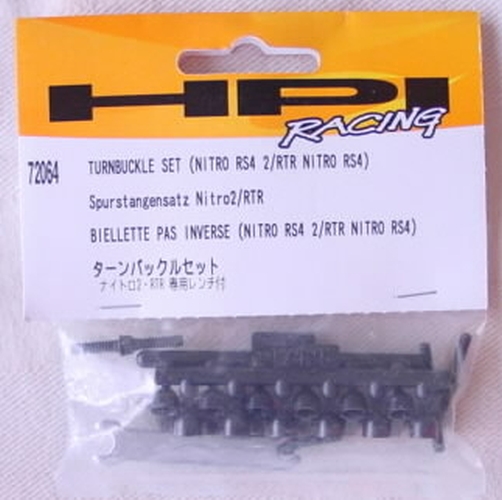 HPI
RACING
72064
TURNBUCKLE SET (NITRO RS4 2/RTR NITRO RS4)
Spurstangensatz Nitro2/RTR
BIELLETTE PAS INVERSE (NITRO RS4 2/RTR NITRO RS4)
ターンバックルセット
ナイトロ2・RTR 専用レンチ付